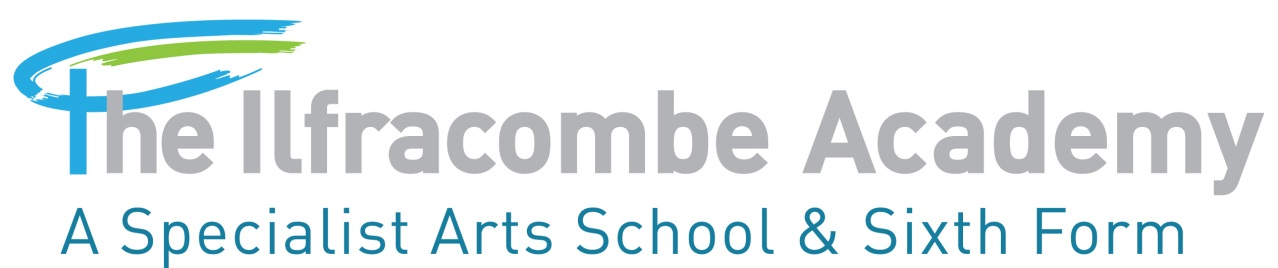 The Ilfracombe Academy
A Specialist Arts School & Sixth Form